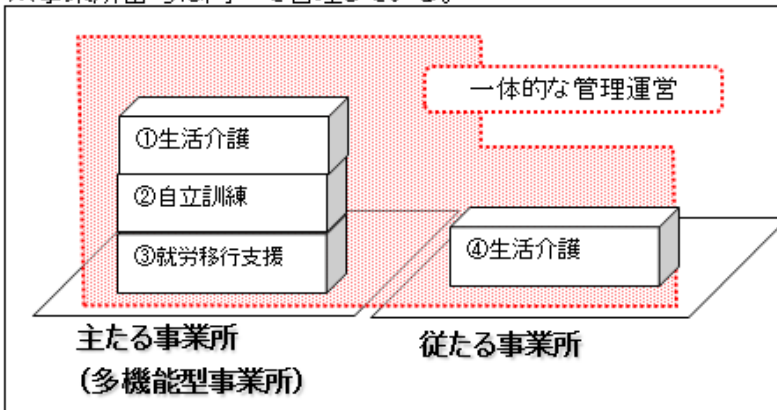 一体的な管理運営
①生活介護
②自立訓練
③就労移行支援
④生活介護
主たる事業所
(多機能型事業所)
従たる事業所